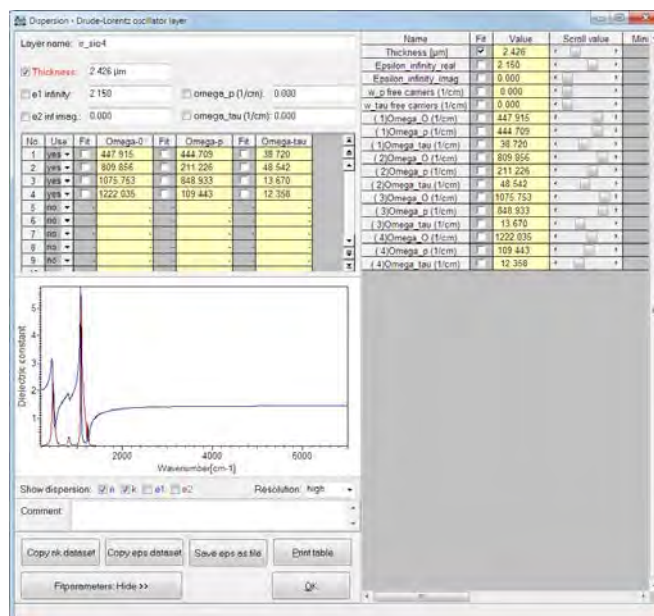 Dispersion - Drude-Lorentz oscillator layer
Layer name: ir_sio4
Thickness: 2.426 µm
e1 infinity: 2.150 omega_p (1/cm): 0.000
e2 inf imag.: 0.000 omega_tau (1/cm): 0.000
No. Use Fit Omega-0 Fit Omega-p Fit Omega-tau
1 yes 447.915 444.709 38.720
2 yes 809.856 211.226 48.542
3 yes 1075.753 848.933 13.670
4 yes 1222.035 109.443 12.358
5 no - - -
6 no - - -
7 no - - -
8 no - - -
9 no - - -
Dielectric constant
5
4
3
2
1
2000 4000 6000
Wavenumber[cm-1]
Show dispersion: n k e1 e2 Resolution: high
Comment:
Copy nk dataset Copy eps dataset Save eps as file Print table
Fitparameters: Hide >> OK
Name Fit Value Scroll value Min
Thickness [µm] 2.426
Epsilon_infinity_real 2.150
Epsilon_infinity_imag 0.000
w_p free carriers (1/cm) 0.000
w_tau free carriers (1/cm) 0.000
(1)Omega_O (1/cm) 447.915
(1)Omega_p (1/cm) 444.709
(1)Omega_tau (1/cm) 38.720
(2)Omega_O (1/cm) 809.856
(2)Omega_p (1/cm) 211.226
(2)Omega_tau (1/cm) 48.542
(3)Omega_O (1/cm) 1075.753
(3)Omega_p (1/cm) 848.933
(3)Omega_tau (1/cm) 13.670
(4)Omega_O (1/cm) 1222.035
(4)Omega_p (1/cm) 109.443
(4)Omega_tau (1/cm) 12.358